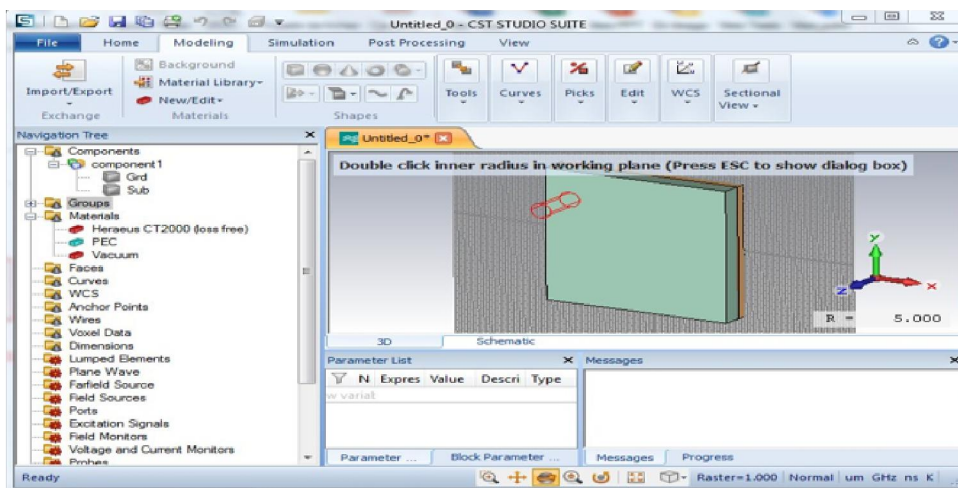 Untitled_0 - CST STUDIO SUITE
File Home Modeling Simulation Post Processing View
Import/Export
Exchange
Background
Material Library
New/Edit
Materials
Shapes
Tools
Curves
Picks
Edit
WCS
Sectional
View
Navigation Tree
Components
component1
Grd
Sub
Groups
Materials
Heraeus CT2000 (loss free)
PEC
Vacuum
Faces
Curves
WCS
Anchor Points
Wires
Voxel Data
Dimensions
Lumped Elements
Plane Wave
Farfield Source
Field Sources
Ports
Excitation Signals
Field Monitors
Voltage and Current Monitors
Probes
Untitled_0*
Double click inner radius in working plane (Press ESC to show dialog box)
y
x
z
R = 5.000
3D Schematic
Parameter List
N Expres Value Descri Type
w variat
Parameter ... Block Parameter ...
Messages
Messages Progress
Ready
Raster=1.000 Normal um GHz ns K